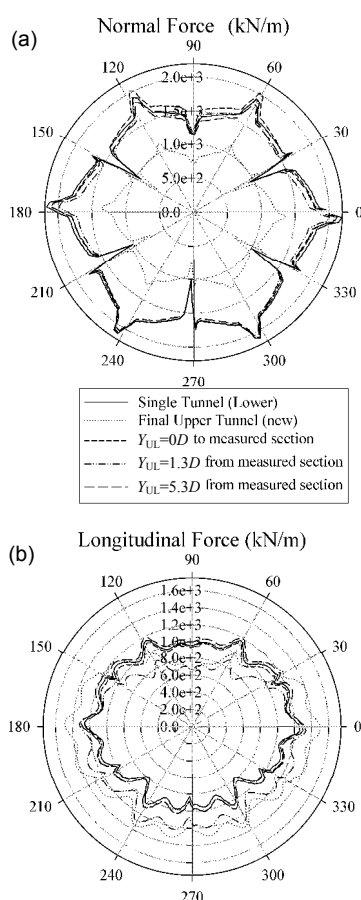 (a)
Normal Force (kN/m)
90
120
60
2.0e+3
1.5e+3
150
30
1.0e+3
5.0e+2
180
0.0
0
210
330
240
300
270
Single Tunnel (Lower)
Final Upper Tunnel (new)
YUL=0D to measured section
YUL=1.3D from measured section
YUL=5.3D from measured section
(b)
Longitudinal Force (kN/m)
90
120
60
1.6e+3
1.4e+3
1.2e+3
150
30
1.0e+3
8.0e+2
6.0e+2
4.0e+2
2.0e+2
180
0.0
0
210
330
240
300
270